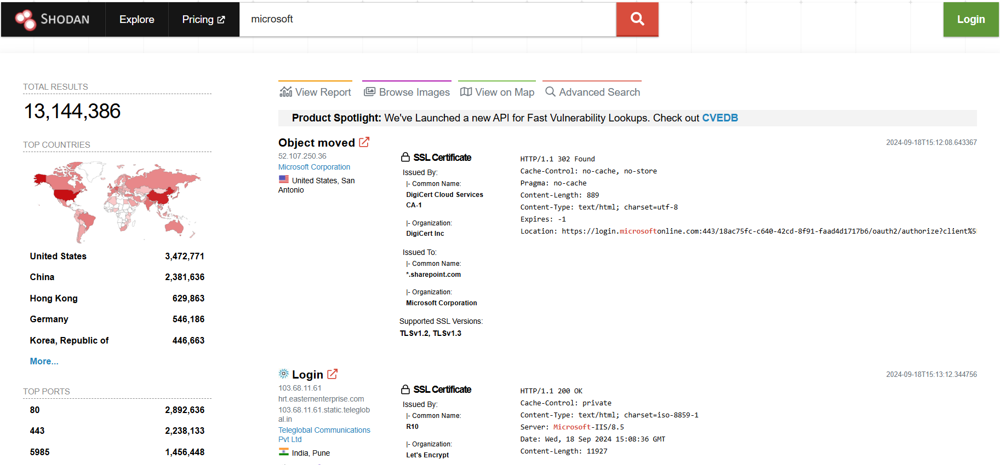 SHODAN Explore Pricing microsoft Login
TOTAL RESULTS
13,144,386
TOP COUNTRIES
United States 3,472,771
China 2,381,636
Hong Kong 629,863
Germany 546,186
Korea, Republic of 446,663
More...
TOP PORTS
80 2,892,636
443 2,238,133
5985 1,456,448
View Report Browse Images View on Map Advanced Search
Product Spotlight: We've Launched a new API for Fast Vulnerability Lookups. Check out CVEDB
Object moved
2024-09-18T15:12:08.643367
52.107.250.36
Microsoft Corporation
United States, San
Antonio
SSL Certificate
Issued By:
|- Common Name:
DigiCert Cloud Services
CA-1
|- Organization:
DigiCert Inc
Issued To:
|- Common Name:
*.sharepoint.com
|- Organization:
Microsoft Corporation
Supported SSL Versions:
TLSv1.2, TLSv1.3
HTTP/1.1 302 Found
Cache-Control: no-cache, no-store
Pragma: no-cache
Content-Length: 889
Content-Type: text/html; charset=utf-8
Expires: -1
Location: https://login.microsoftonline.com:443/18ac75fc-c640-42cd-8f91-faad4d1717b6/oauth2/authorize?client%5
Login
2024-09-18T15:13:12.344756
103.68.11.61
hrt.easternenterprise.com
103.68.11.61.static.teleglob
al.in
Teleglobal Communications
Pvt Ltd
India, Pune
SSL Certificate
Issued By:
|- Common Name:
R10
|- Organization:
Let's Encrypt
HTTP/1.1 200 OK
Cache-Control: private
Content-Type: text/html; charset=iso-8859-1
Server: Microsoft-IIS/8.5
Date: Wed, 18 Sep 2024 15:08:36 GMT
Content-Length: 11927